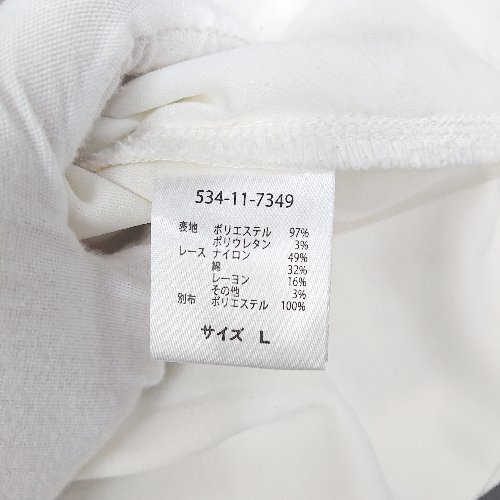 534-11-7349
表地 ポリエステル 97%
ポリウレタン 3%
レース ナイロン 49%
綿 32%
レーヨン 16%
その他 3%
別布 ポリエステル 100%
サイズ L